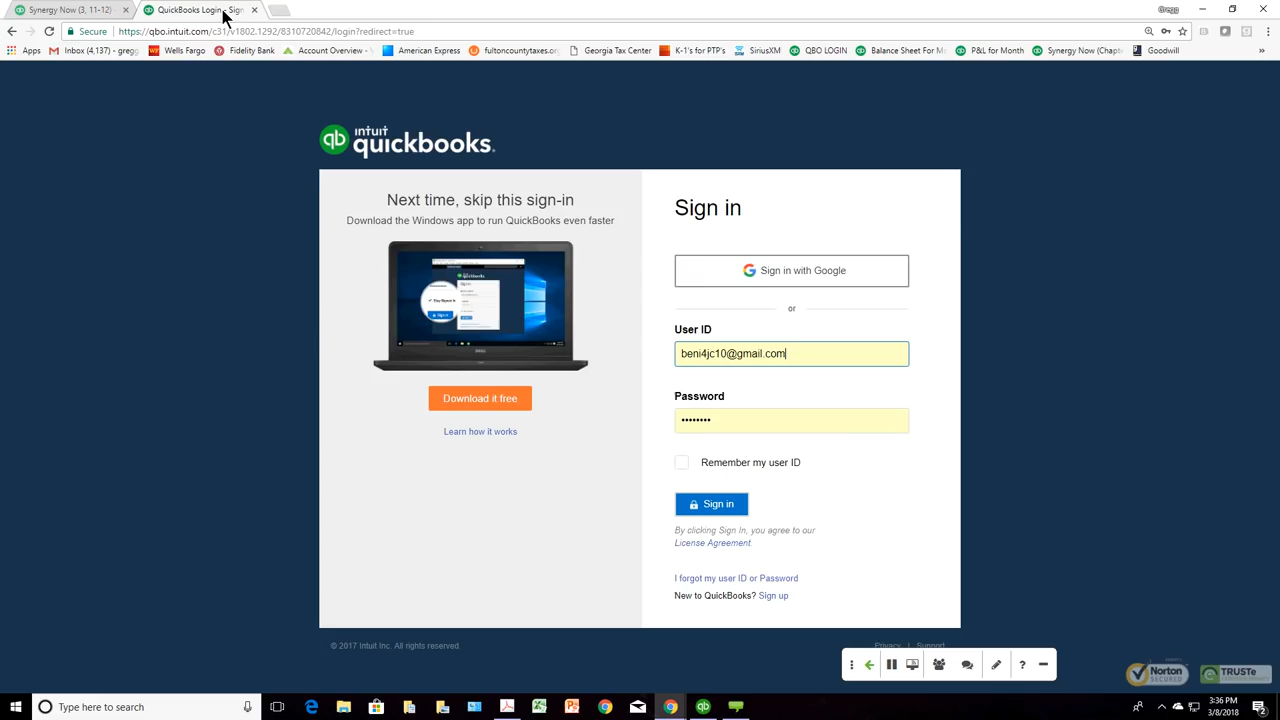 Synergy Now (3, 11-12)
QuickBooks Login - Sign
Gregg
Secure
https://qbo.intuit.com/c31/v1802.1292/8310720842/login?redirect=true
Apps
Inbox (4,137) - gregg
Wells Fargo
Fidelity Bank
Account Overview -
American Express
fultoncountytaxes.org
Georgia Tax Center
K-1's for PTP's
SiriusXM
QBO LOGIN
Balance Sheet For M
P&L for Month
Synergy Now (Chapte
Goodwill
qb intuit
quickbooks.
Next time, skip this sign-in
Download the Windows app to run QuickBooks even faster
DELL
Download it free
Learn how it works
Sign in
Sign in with Google
or
User ID
beni4jc10@gmail.com
Password
••••••••
Remember my user ID
Sign in
By clicking Sign In, you agree to our
License Agreement.
I forgot my user ID or Password
New to QuickBooks? Sign up
© 2017 Intuit Inc. All rights reserved
Privacy | Support
Norton
SECURED
TRUSTe
Type here to search
3:36 PM
3/8/2018